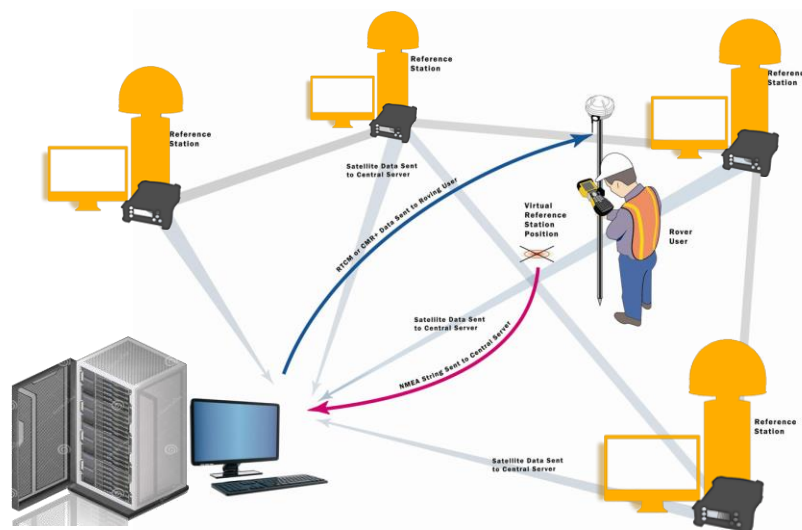 Reference
Station
Reference
Station
Reference
Station
Satellite Data Sent
to Central Server
RTCM or CMR+ Data Sent to Roving User
Virtual
Reference
Station
Position
Rover
User
Satellite Data Sent
to Central Server
NMEA String Sent to Central Server
Reference
Station
Satellite Data Sent
to Central Server